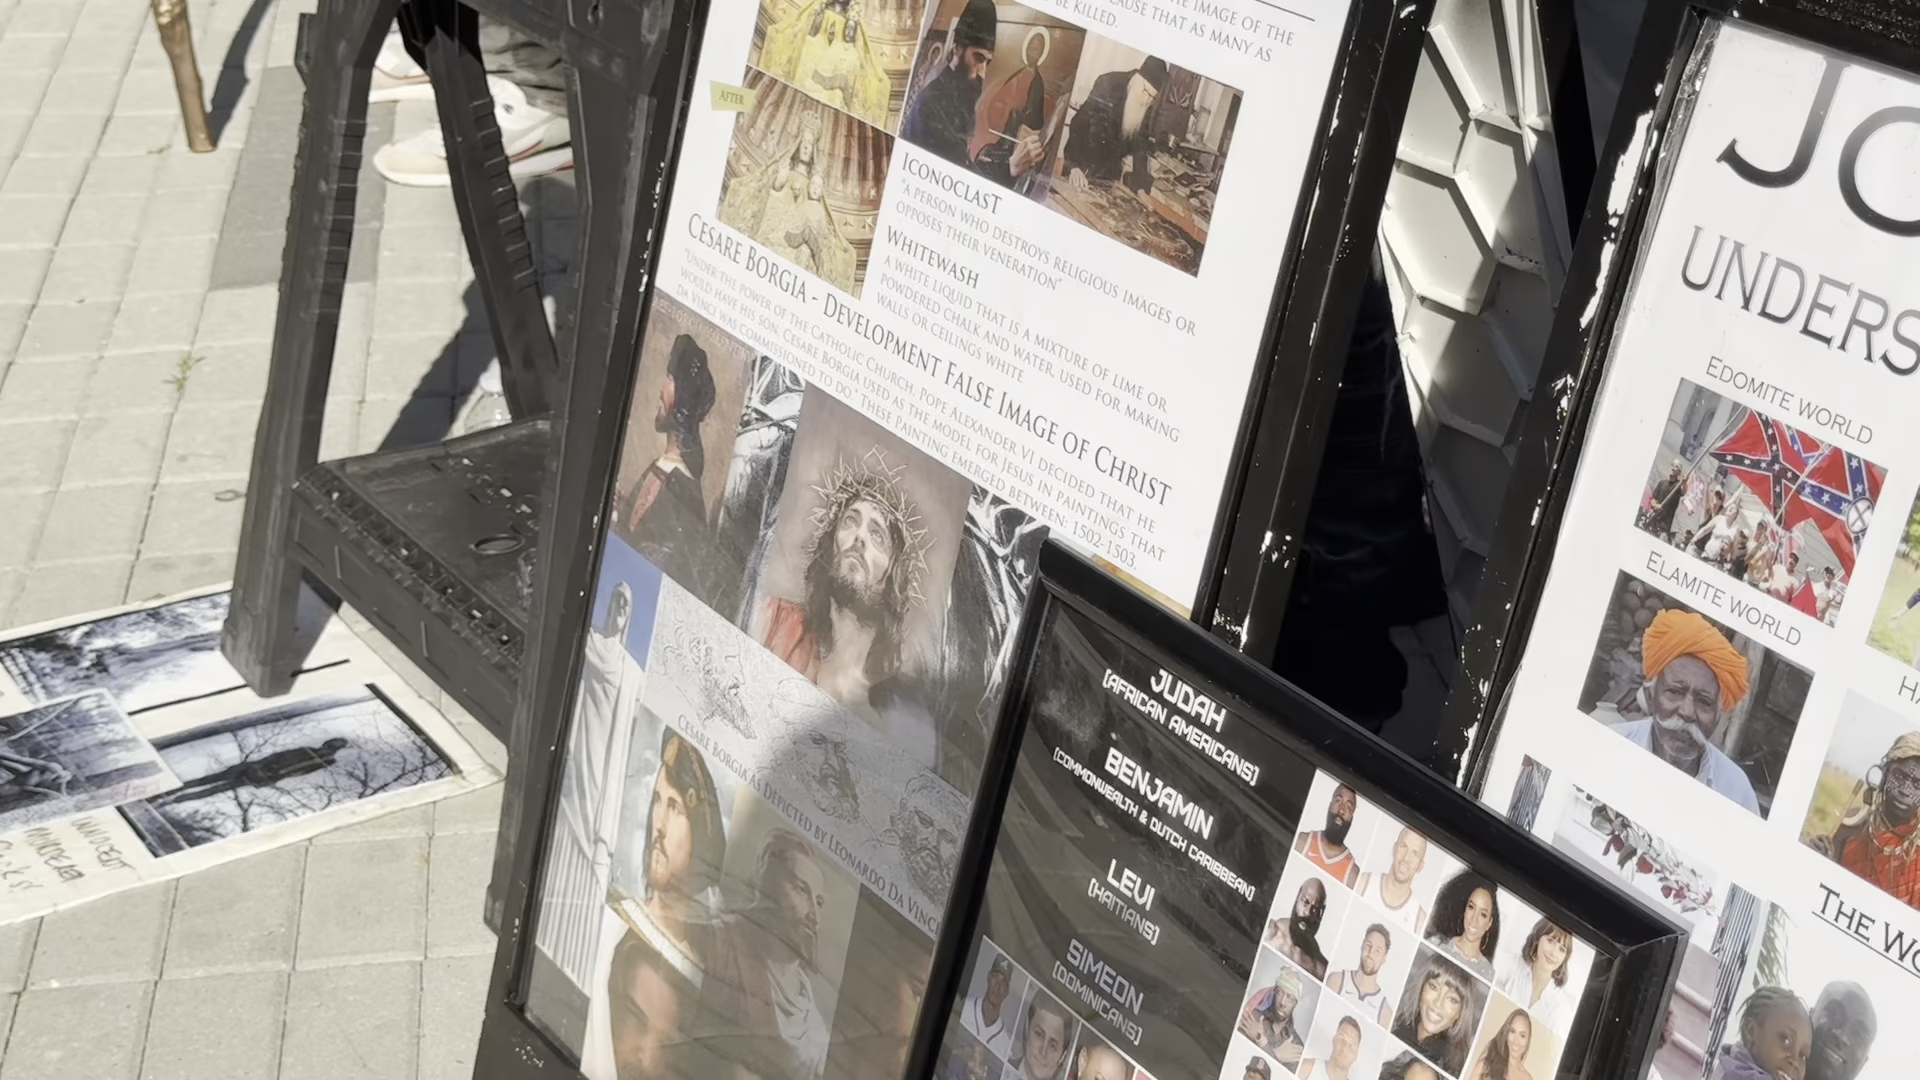 THE IMAGE OF THE
CAUSE THAT AS MANY AS
BE KILLED.
AFTER
ICONOCLAST
"A PERSON WHO DESTROYS RELIGIOUS IMAGES OR
OPPOSES THEIR VENERATION"
WHITEWASH
A WHITE LIQUID THAT IS A MIXTURE OF LIME OR
POWDERED CHALK AND WATER, USED FOR MAKING
WALLS OR CEILINGS WHITE
CESARE BORGIA - DEVELOPMENT FALSE IMAGE OF CHRIST
"UNDER THE POWER OF THE CATHOLIC CHURCH, POPE ALEXANDER VI DECIDED THAT HE
WOULD HAVE HIS SON, CESARE BORGIA USED AS THE MODEL FOR JESUS IN PAINTINGS THAT
DA VINCI WAS COMMISSIONED TO DO." THESE PAINTING EMERGED BETWEEN: 1502-1503.
CESARE BORGIA AS DEPICTED BY LEONARDO DA VINC
JUDAH
[AFRICAN AMERICANS]
BENJAMIN
[COMMONWEALTH & DUTCH CARIBBEAN]
LEVI
[HAITIANS]
SIMEON
[DOMINICANS]
JO
UNDERS
EDOMITE WORLD
ELAMITE WORLD
HA
THE WO
INNOCENT
MURDER